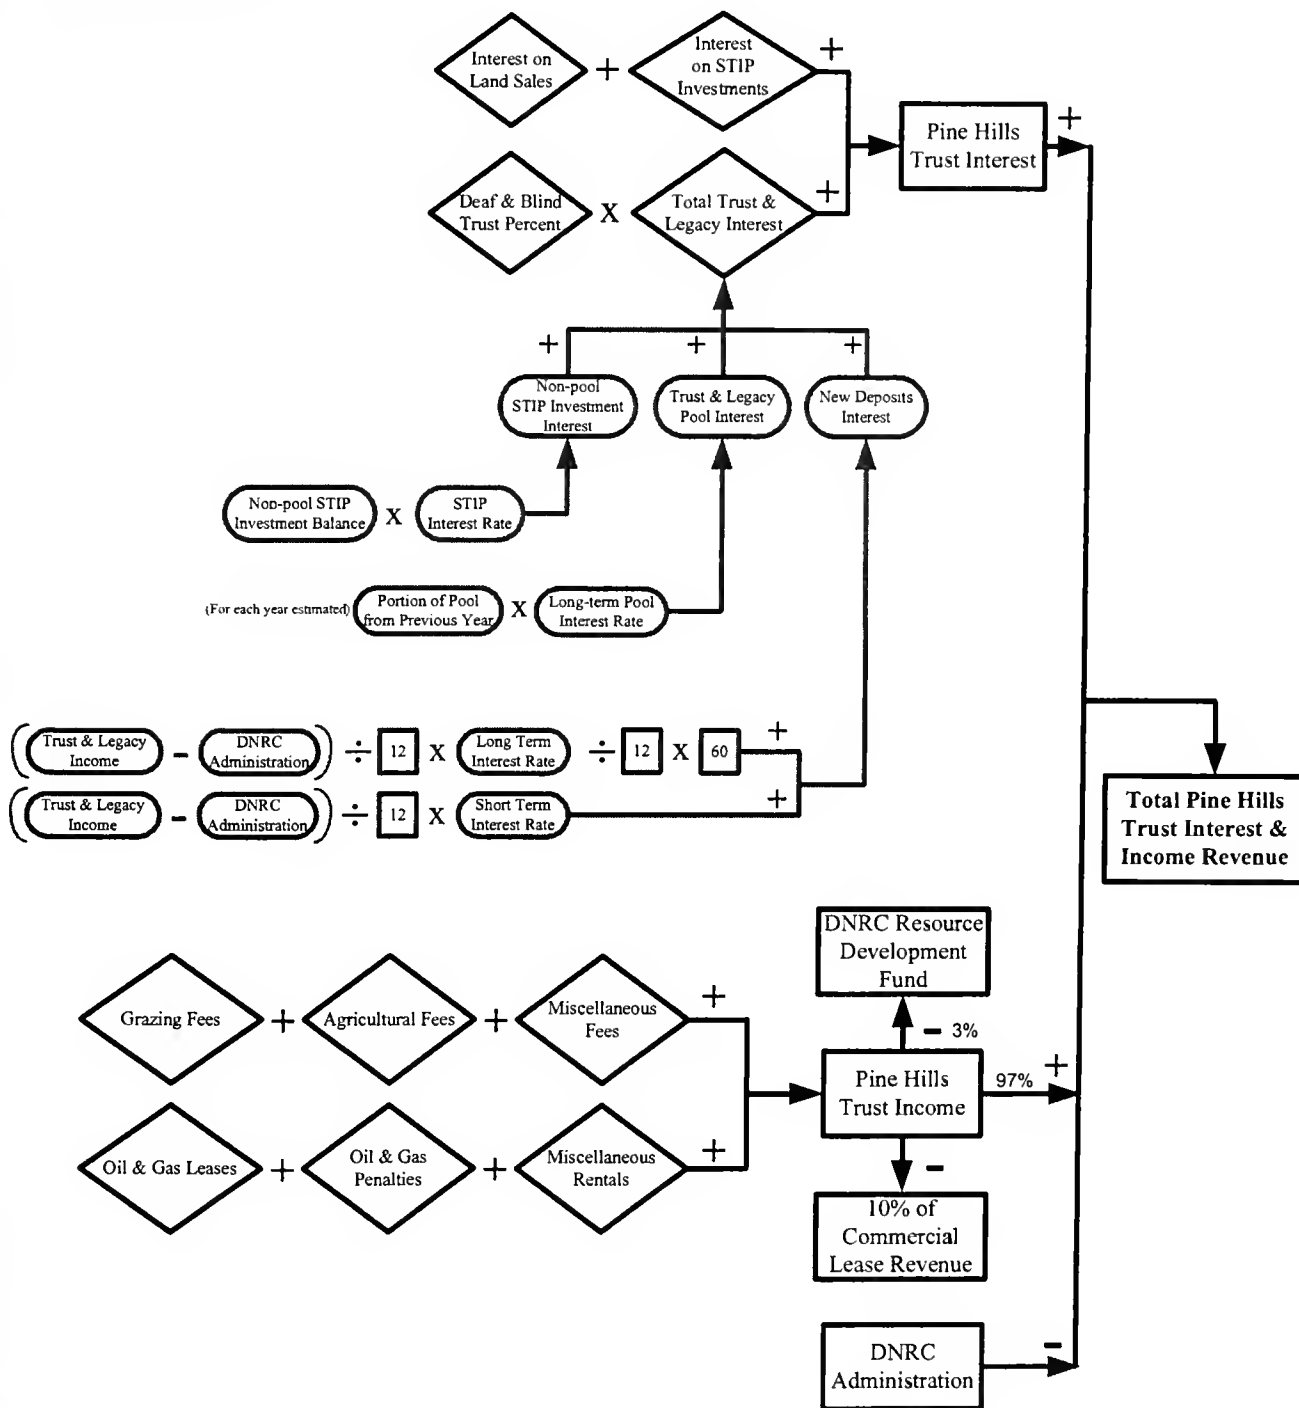 Interest on
Land Sales
+
Interest
on STIP
Investments
+
Pine Hills
Trust Interest
+
Deaf & Blind
Trust Percent
X
Total Trust &
Legacy Interest
+
+
+
+
Non-pool
STIP Investment
Interest
Trust & Legacy
Pool Interest
New Deposits
Interest
Non-pool STIP
Investment Balance
X
STIP
Interest Rate
(For each year estimated)
Portion of Pool
from Previous Year
X
Long-term Pool
Interest Rate
(
Trust & Legacy
Income
-
DNRC
Administration
)
÷
12
X
Long Term
Interest Rate
÷
12
X
60
+
(
Trust & Legacy
Income
-
DNRC
Administration
)
÷
12
X
Short Term
Interest Rate
+
Total Pine Hills
Trust Interest &
Income Revenue
DNRC Resource
Development
Fund
- 3%
Grazing Fees
+
Agricultural Fees
+
Miscellaneous
Fees
+
Pine Hills
Trust Income
97%
+
Oil & Gas Leases
+
Oil & Gas
Penalties
+
Miscellaneous
Rentals
+
-
10% of
Commercial
Lease Revenue
DNRC
Administration
-